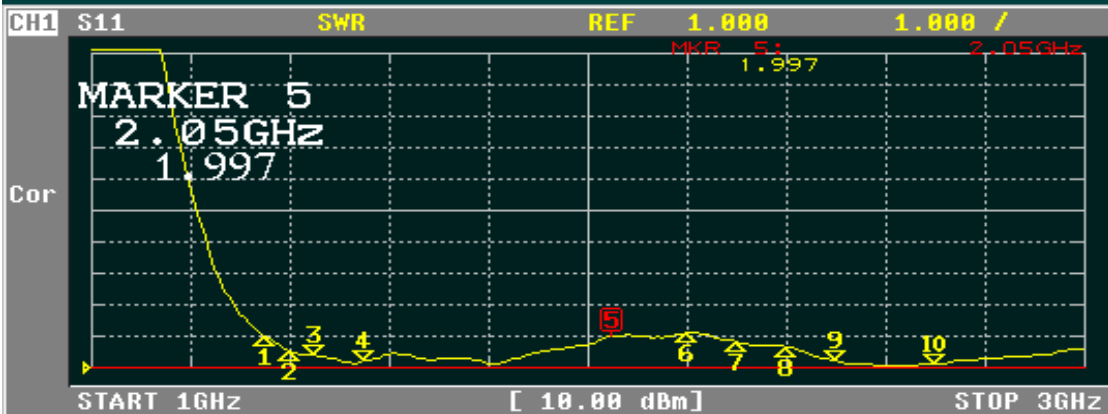 CH1 S11 SWR REF 1.000 1.000 /
MKR 5: 2.05GHz
1.997
MARKER 5
2.05GHz
1.997
Cor
5
3 4 9 10
1 2 6 7 8
START 1GHz [ 10.00 dBm] STOP 3GHz